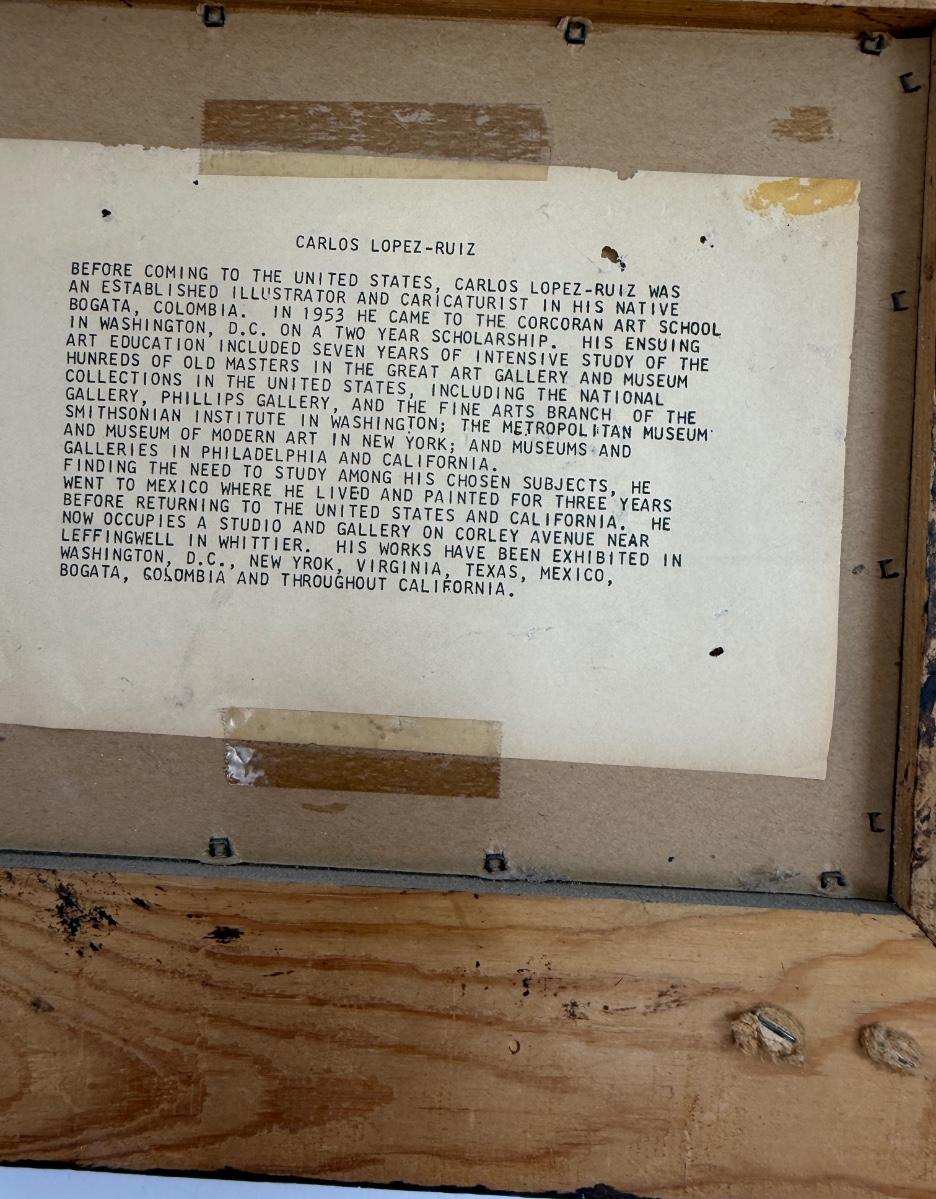 CARLOS LOPEZ-RUIZ
BEFORE COMING TO THE UNITED STATES, CARLOS LOPEZ-RUIZ WAS
AN ESTABLISHED ILLUSTRATOR AND CARICATURIST IN HIS NATIVE
BOGATA, COLOMBIA. IN 1953 HE CAME TO THE CORCORAN ART SCHOOL
IN WASHINGTON, D.C. ON A TWO YEAR SCHOLARSHIP. HIS ENSUING
ART EDUCATION INCLUDED SEVEN YEARS OF INTENSIVE STUDY OF THE
HUNREDS OF OLD MASTERS IN THE GREAT ART GALLERY AND MUSEUM
COLLECTIONS IN THE UNITED STATES, INCLUDING THE NATIONAL
GALLERY, PHILLIPS GALLERY, AND THE FINE ARTS BRANCH OF THE
SMITHSONIAN INSTITUTE IN WASHINGTON; THE METROPOLITAN MUSEUM
AND MUSEUM OF MODERN ART IN NEW YORK; AND MUSEUMS AND
GALLERIES IN PHILADELPHIA AND CALIFORNIA.
FINDING THE NEED TO STUDY AMONG HIS CHOSEN SUBJECTS, HE
WENT TO MEXICO WHERE HE LIVED AND PAINTED FOR THREE YEARS
BEFORE RETURNING TO THE UNITED STATES AND CALIFORNIA. HE
NOW OCCUPIES A STUDIO AND GALLERY ON CORLEY AVENUE NEAR
LEFFINGWELL IN WHITTIER. HIS WORKS HAVE BEEN EXHIBITED IN
WASHINGTON, D.C., NEW YROK, VIRGINIA, TEXAS, MEXICO,
BOGATA, COLOMBIA AND THROUGHOUT CALIFORNIA.